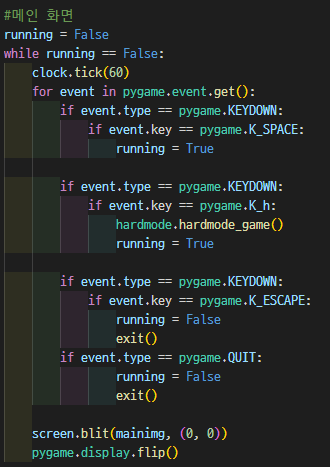 #메인 화면
running = False
while running == False:
    clock.tick(60)
    for event in pygame.event.get():
        if event.type == pygame.KEYDOWN:
            if event.key == pygame.K_SPACE:
                running = True

        if event.type == pygame.KEYDOWN:
            if event.key == pygame.K_h:
                hardmode.hardmode_game()
                running = True

        if event.type == pygame.KEYDOWN:
            if event.key == pygame.K_ESCAPE:
                running = False
                exit()
        if event.type == pygame.QUIT:
                running = False
                exit()

    screen.blit(mainimg, (0, 0))
    pygame.display.flip()